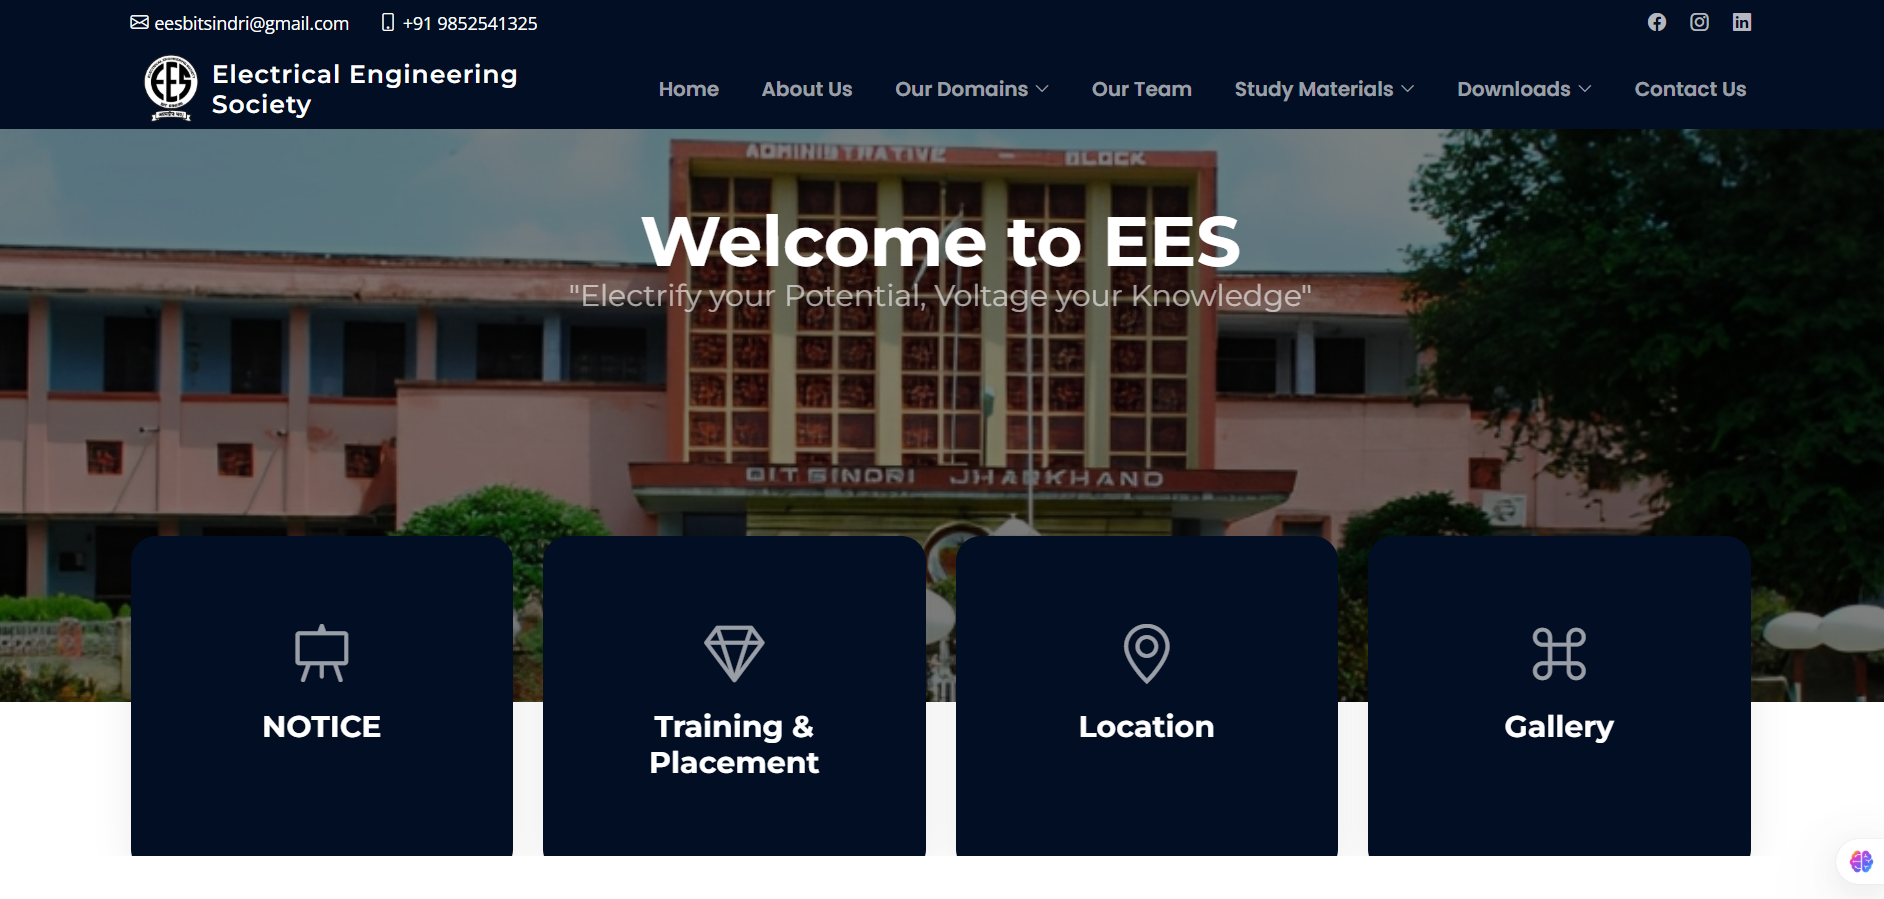 eesbitsindri@gmail.com +91 9852541325
EES
Electrical Engineering
Society
Home About Us Our Domains Our Team Study Materials Downloads Contact Us
ADMINISTRATIVE - BLOCK
Welcome to EES
"Electrify your Potential, Voltage your Knowledge"
BIT SINDRI JHARKHAND
NOTICE
Training &
Placement
Location
Gallery